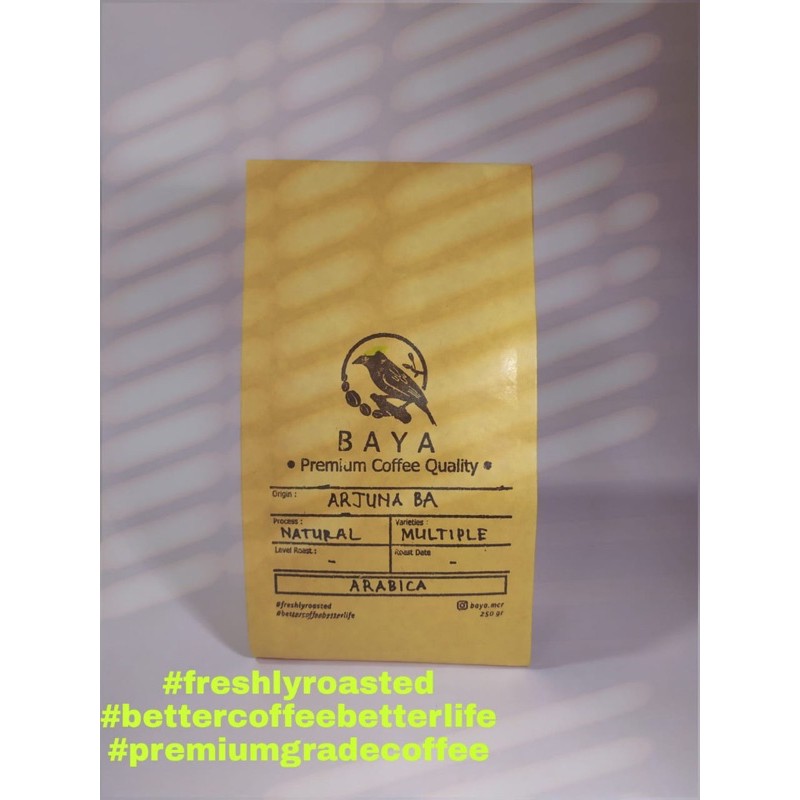 BAYA
• Premium Coffee Quality •
Origin : ARJUNA BA
Process : NATURAL
Varieties : MULTIPLE
Level Roast : -
Roast Date -
ARABICA
#freshlyroasted
#bettercoffeebetterlife
baya.mcr
250 gr
#freshlyroasted
#bettercoffeebetterlife
#premiumgradecoffee